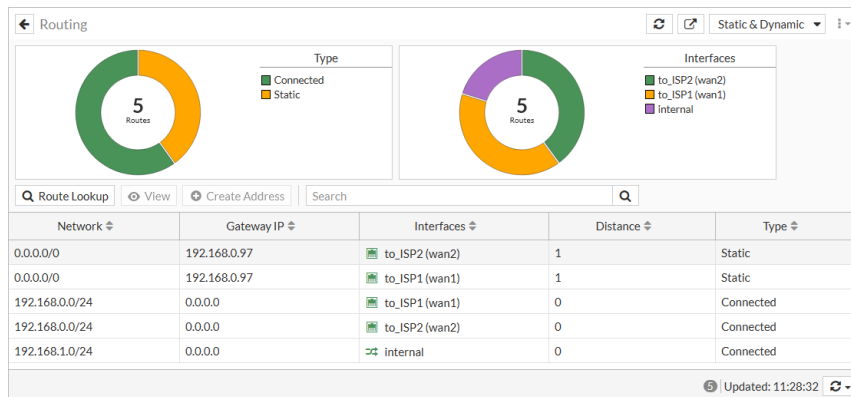 Routing
Static & Dynamic
Type
Connected
Static
5
Routes
Interfaces
to_ISP2 (wan2)
to_ISP1 (wan1)
internal
5
Routes
Route Lookup View Create Address Search
Network Gateway IP Interfaces Distance Type
0.0.0.0/0 192.168.0.97 to_ISP2 (wan2) 1 Static
0.0.0.0/0 192.168.0.97 to_ISP1 (wan1) 1 Static
192.168.0.0/24 0.0.0.0 to_ISP1 (wan1) 0 Connected
192.168.0.0/24 0.0.0.0 to_ISP2 (wan2) 0 Connected
192.168.1.0/24 0.0.0.0 internal 0 Connected
5 Updated: 11:28:32